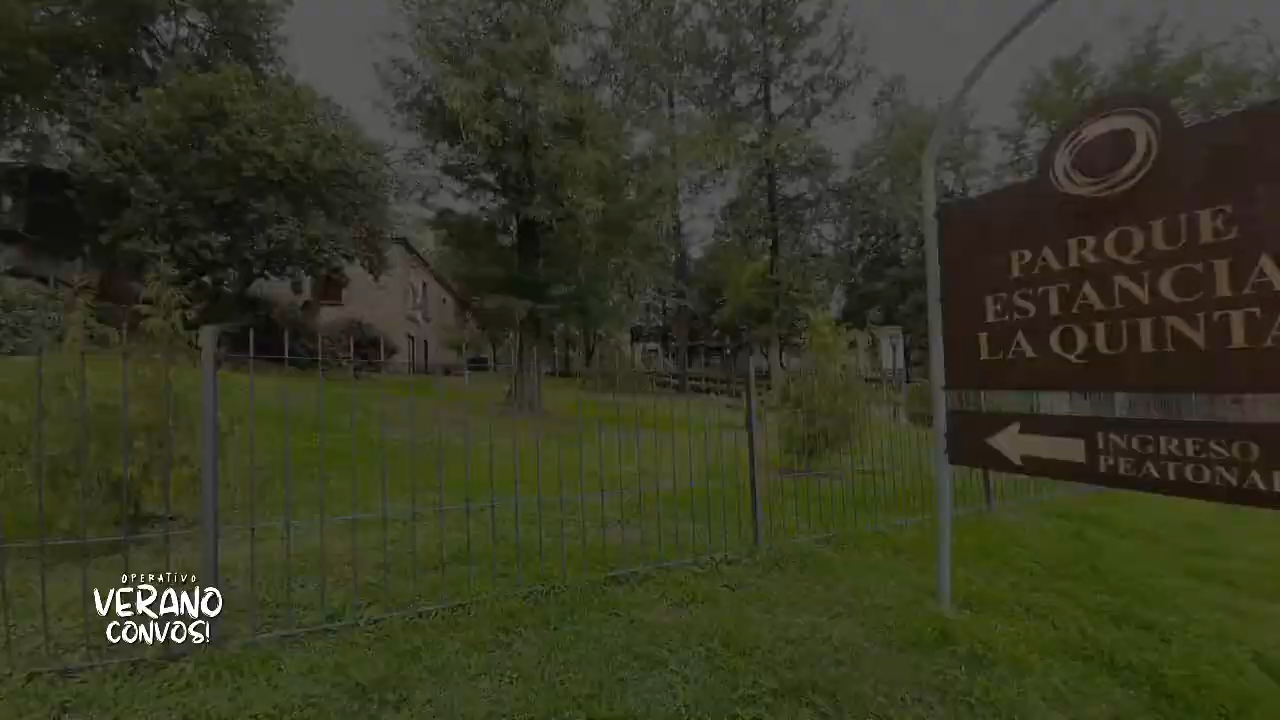 PARQUE
ESTANCIA
LA QUINTA
INGRESO
PEATONAL
OPERATIVO
VERANO
CONVOS!